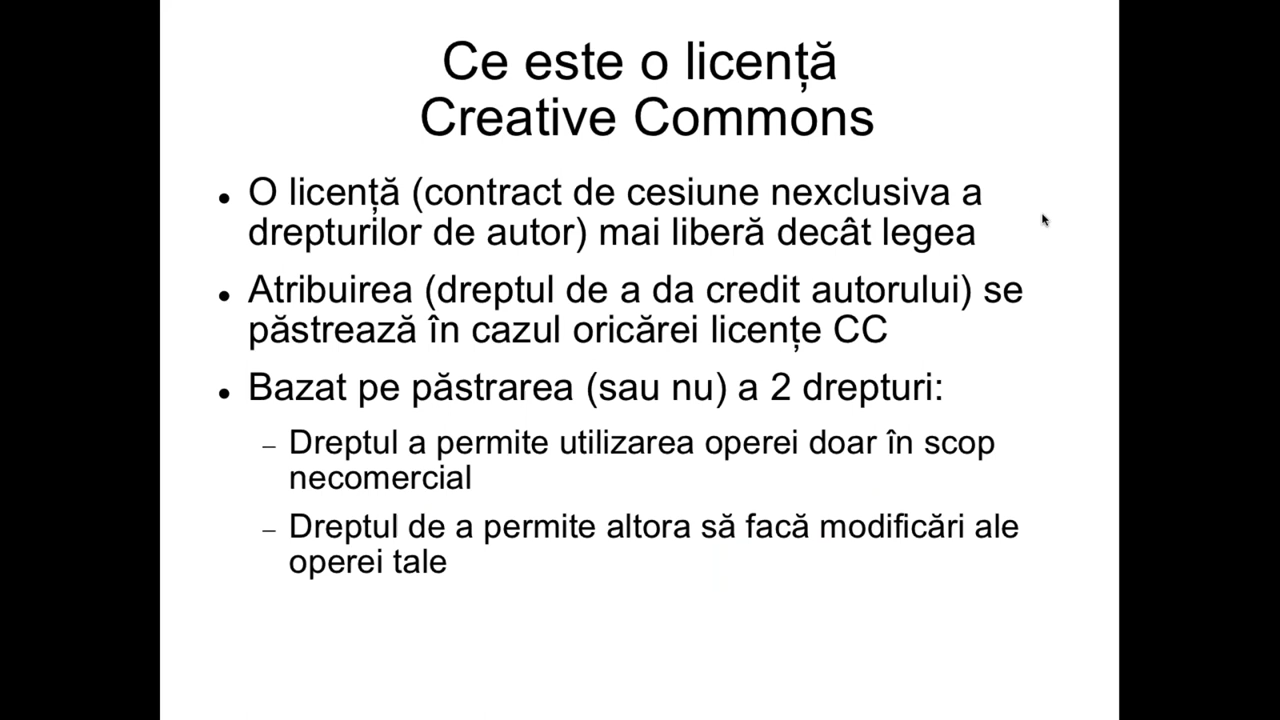 Ce este o licență
Creative Commons
● O licență (contract de cesiune nexclusiva a
drepturilor de autor) mai liberă decât legea
● Atribuirea (dreptul de a da credit autorului) se
păstrează în cazul oricărei licențe CC
● Bazat pe păstrarea (sau nu) a 2 drepturi:
– Dreptul a permite utilizarea operei doar în scop
necomercial
– Dreptul de a permite altora să facă modificări ale
operei tale